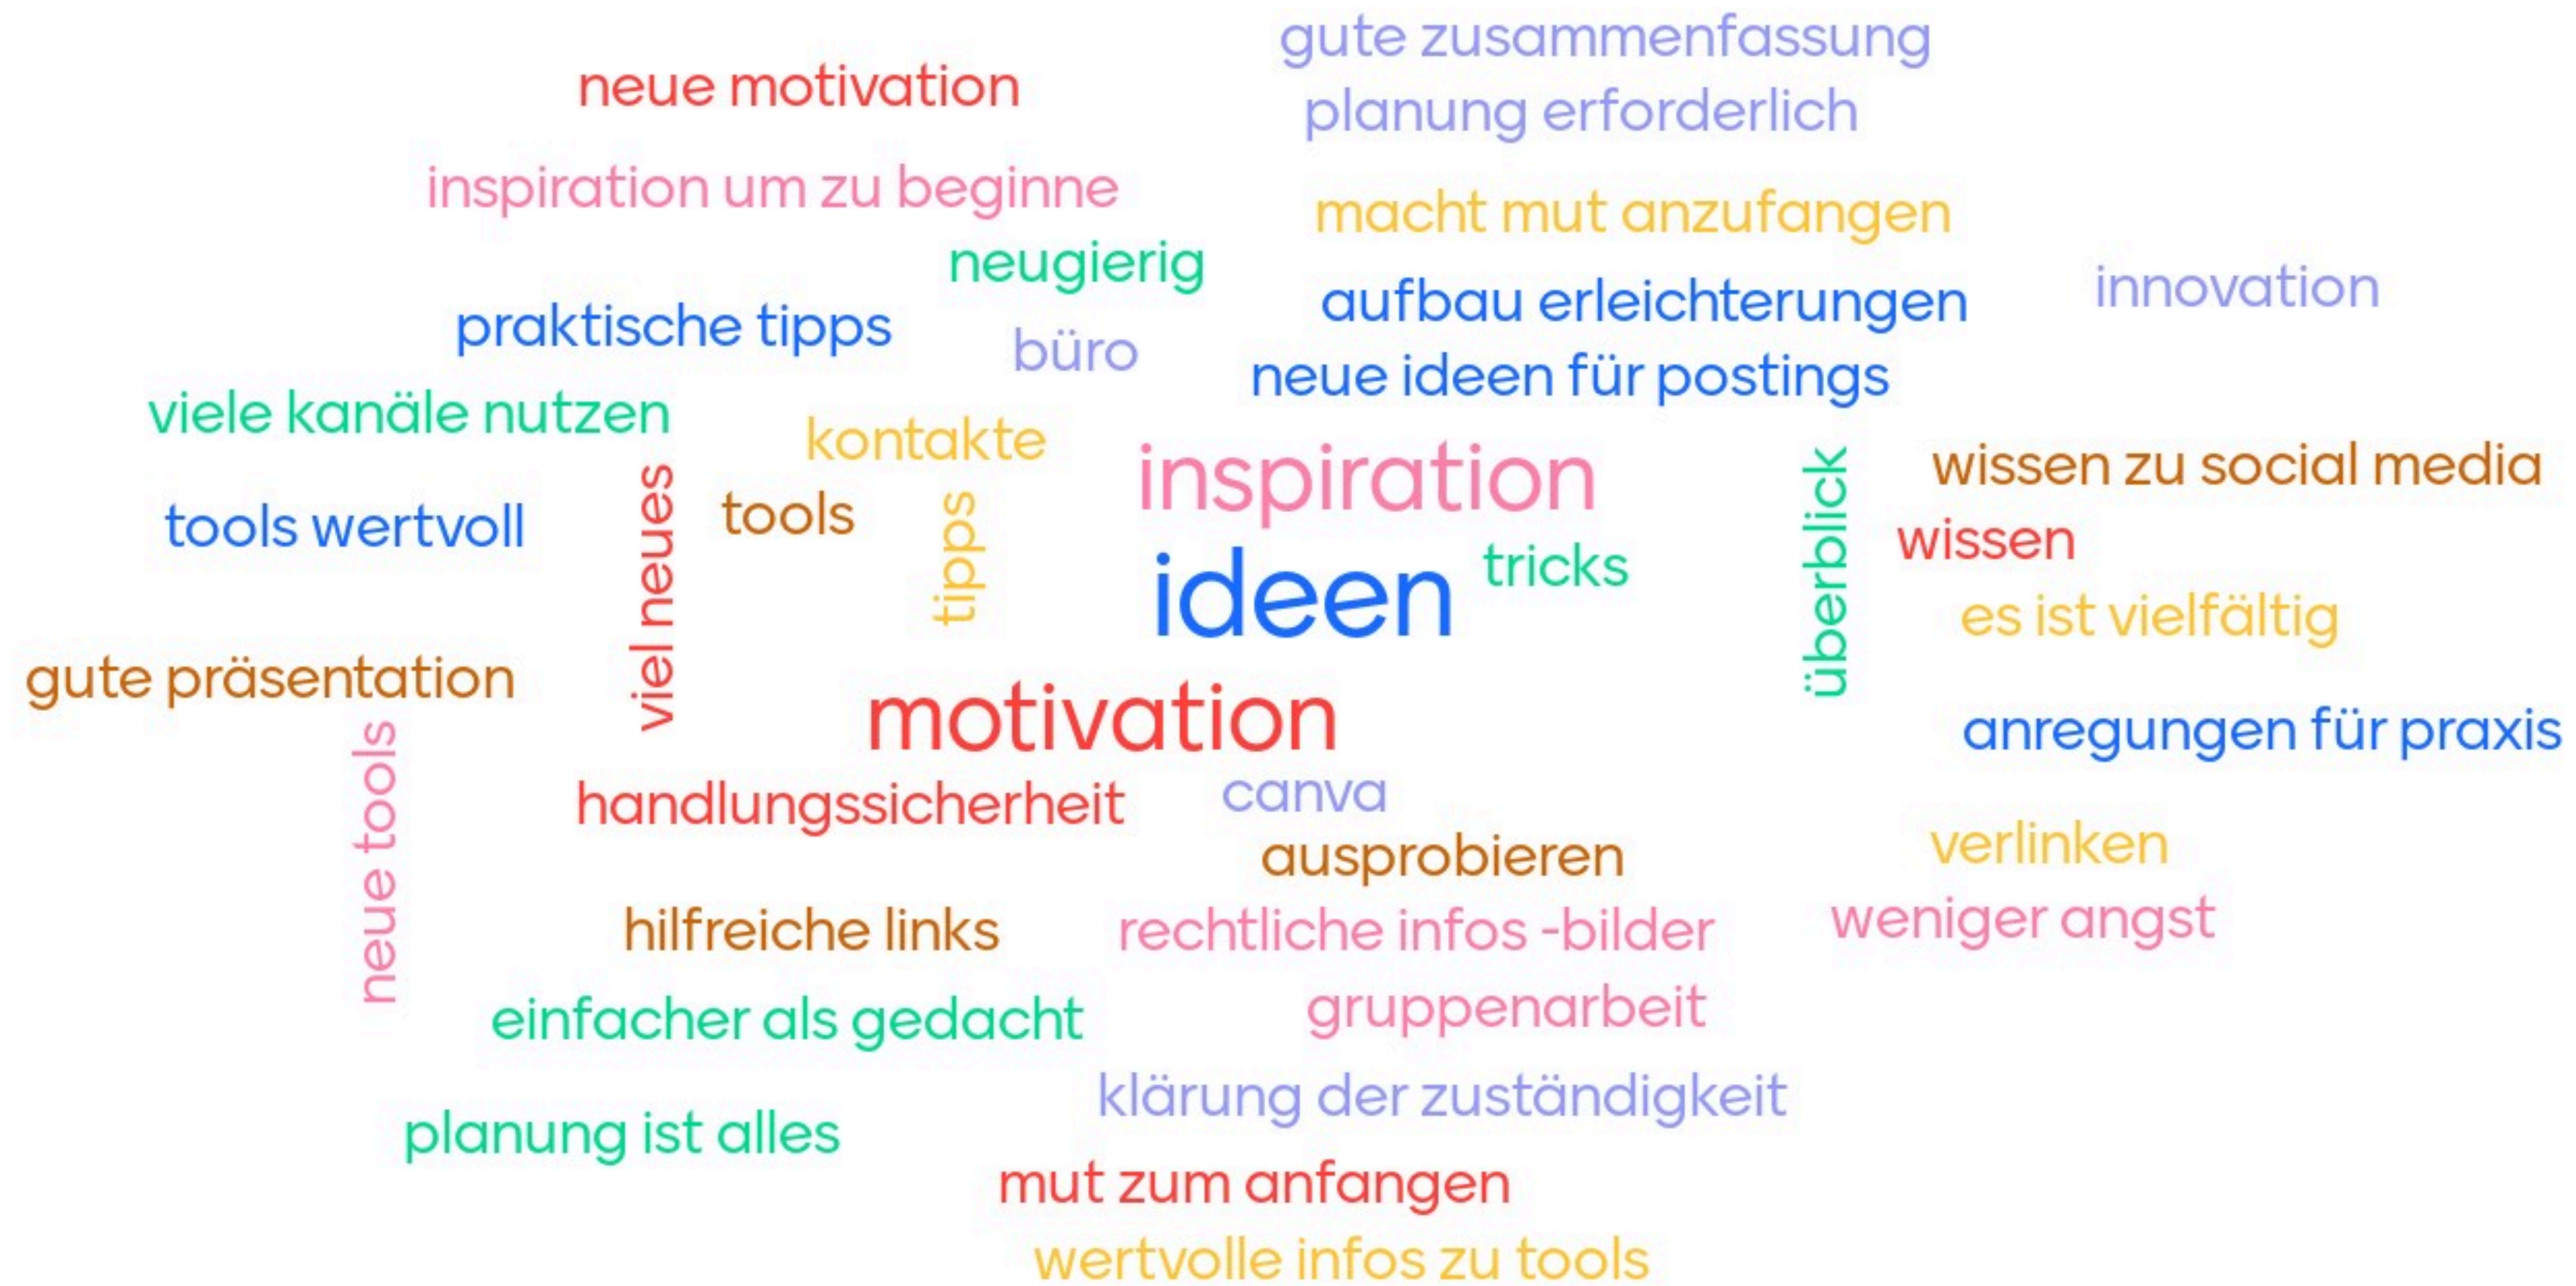 gute zusammenfassung
neue motivation
planung erforderlich
inspiration um zu beginne
macht mut anzufangen
neugierig
innovation
aufbau erleichterungen
praktische tipps
büro
neue ideen für postings
viele kanäle nutzen
kontakte
inspiration
wissen zu social media
tools wertvoll
viel neues
tools
tipps
ideen
tricks
überblick
wissen
es ist vielfältig
gute präsentation
motivation
anregungen für praxis
neue tools
handlungssicherheit
canva
ausprobieren
verlinken
hilfreiche links
rechtliche infos -bilder
weniger angst
einfacher als gedacht
gruppenarbeit
klärung der zuständigkeit
planung ist alles
mut zum anfangen
wertvolle infos zu tools